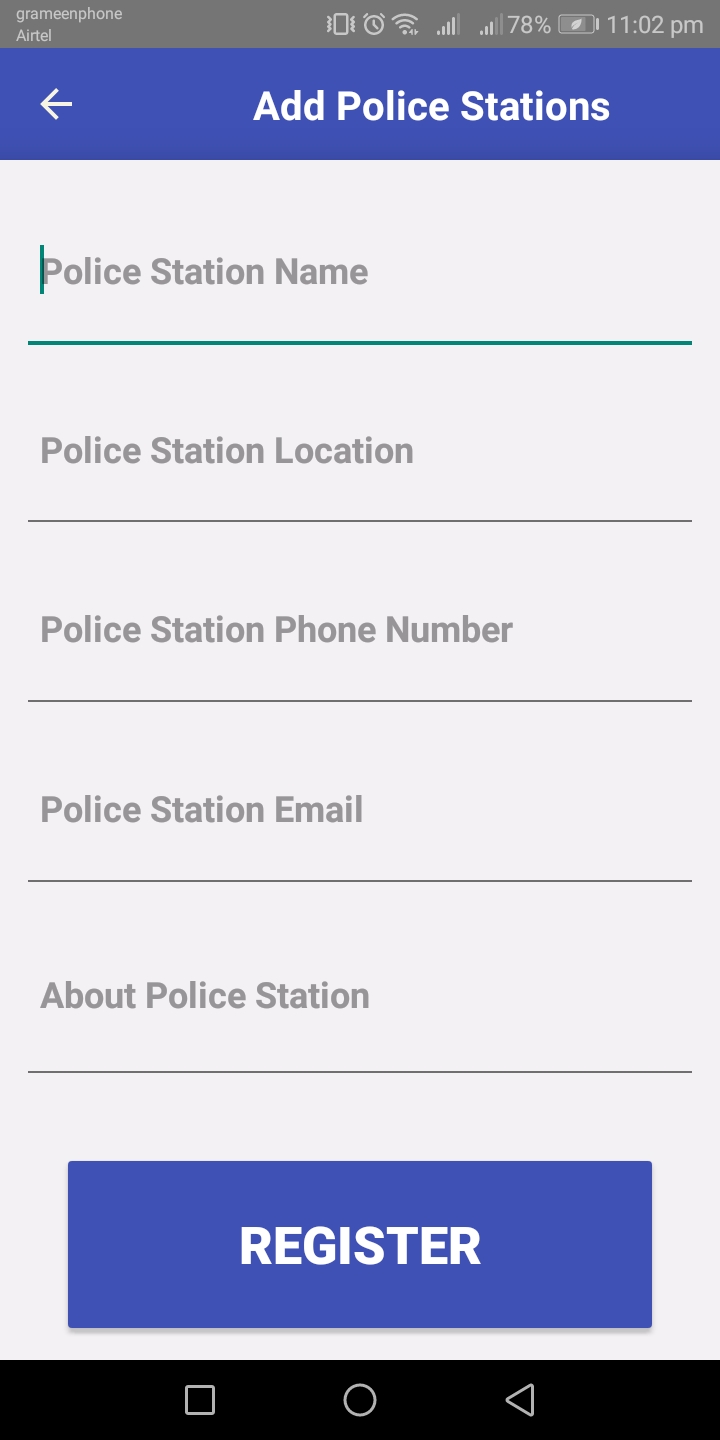 grameenphone
Airtel
78% 11:02 pm
Add Police Stations
Police Station Name
Police Station Location
Police Station Phone Number
Police Station Email
About Police Station
REGISTER